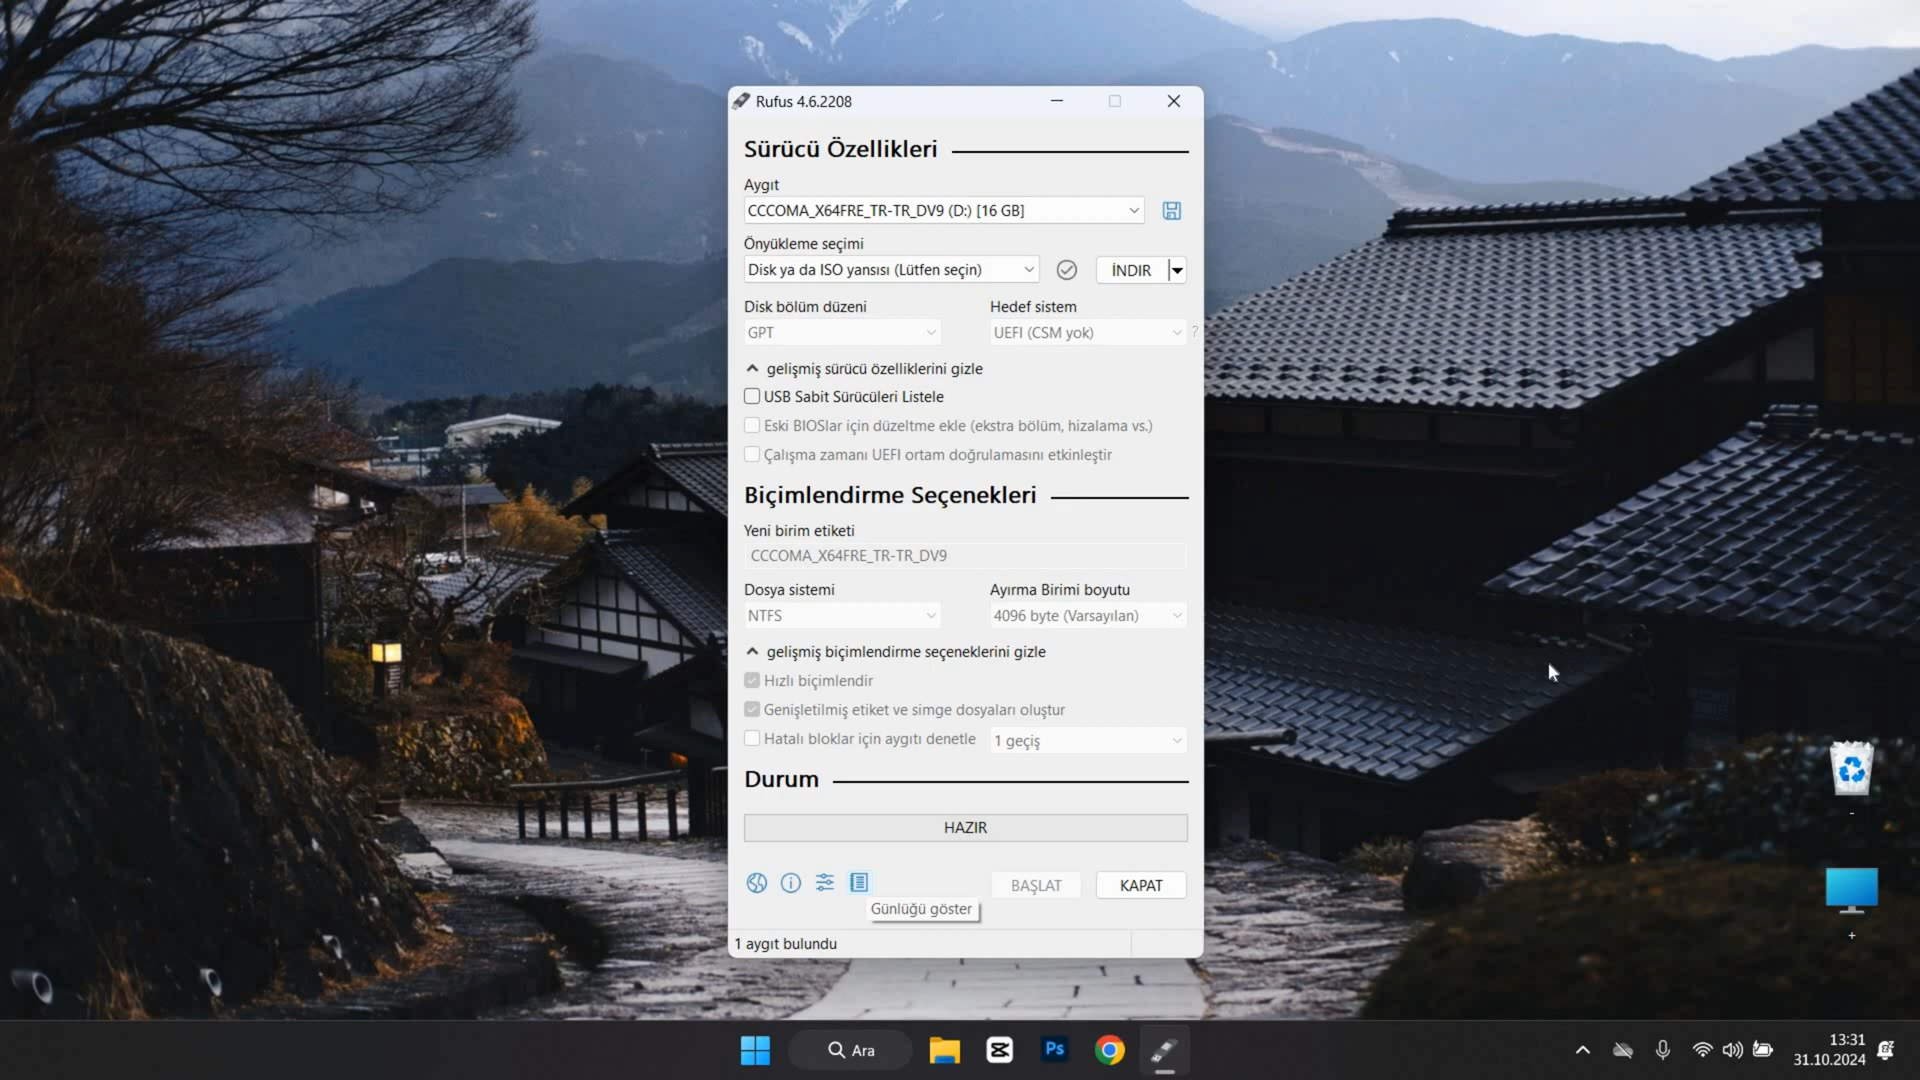 Rufus 4.6.2208
Sürücü Özellikleri
Aygıt
CCCOMA_X64FRE_TR-TR_DV9 (D:) [16 GB]
Önyükleme seçimi
Disk ya da ISO yansısı (Lütfen seçin)
İNDIR
Disk bölüm düzeni
Hedef sistem
GPT
UEFI (CSM yok)
?
gelişmiş sürücü özelliklerini gizle
USB Sabit Sürücüleri Listele
Eski BIOSlar için düzeltme ekle (ekstra bölüm, hizalama vs.)
Çalışma zamanı UEFI ortam doğrulamasını etkinleştir
Biçimlendirme Seçenekleri
Yeni birim etiketi
CCCOMA_X64FRE_TR-TR_DV9
Dosya sistemi
Ayırma Birimi boyutu
NTFS
4096 byte (Varsayılan)
gelişmiş biçimlendirme seçeneklerini gizle
Hızlı biçimlendir
Genişletilmiş etiket ve simge dosyaları oluştur
Hatalı bloklar için aygıtı denetle
1 geçiş
Durum
HAZIR
BAŞLAT
KAPAT
Günlüğü göster
1 aygıt bulundu
-
+
Ara
Ps
13:31
31.10.2024